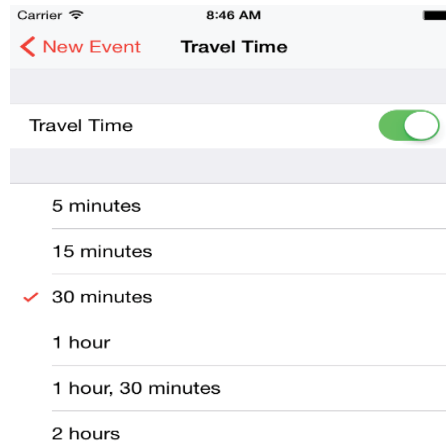 Carrier 8:46 AM
New Event Travel Time
Travel Time
5 minutes
15 minutes
30 minutes
1 hour
1 hour, 30 minutes
2 hours